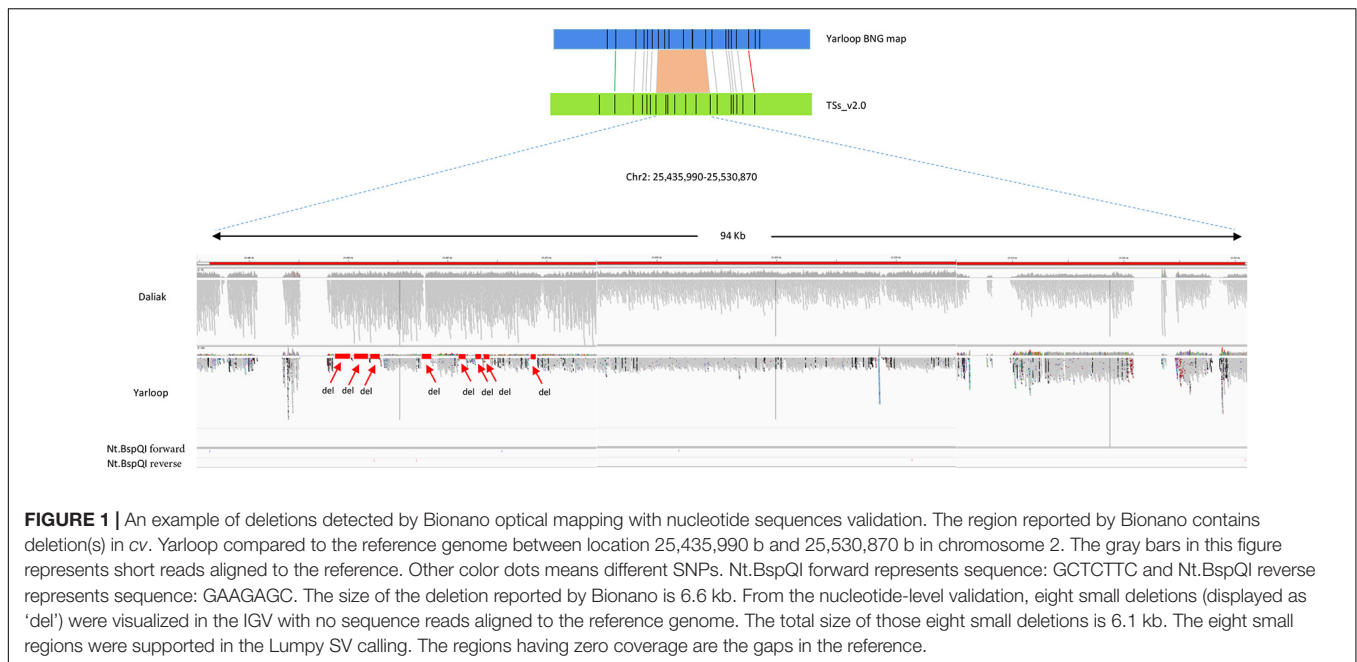 Yarloop BNG map
TSs_v2.0
Chr2: 25,435,990-25,530,870
94 Kb
Daliak
del del del del del del del del
Yarloop
Nt.BspQI forward
Nt.BspQI reverse
FIGURE 1 | An example of deletions detected by Bionano optical mapping with nucleotide sequences validation. The region reported by Bionano contains
deletion(s) in cv. Yarloop compared to the reference genome between location 25,435,990 b and 25,530,870 b in chromosome 2. The gray bars in this figure
represents short reads aligned to the reference. Other color dots means different SNPs. Nt.BspQI forward represents sequence: GCTCTTC and Nt.BspQI reverse
represents sequence: GAAGAGC. The size of the deletion reported by Bionano is 6.6 kb. From the nucleotide-level validation, eight small deletions (displayed as
‘del’) were visualized in the IGV with no sequence reads aligned to the reference genome. The total size of those eight small deletions is 6.1 kb. The eight small
regions were supported in the Lumpy SV calling. The regions having zero coverage are the gaps in the reference.